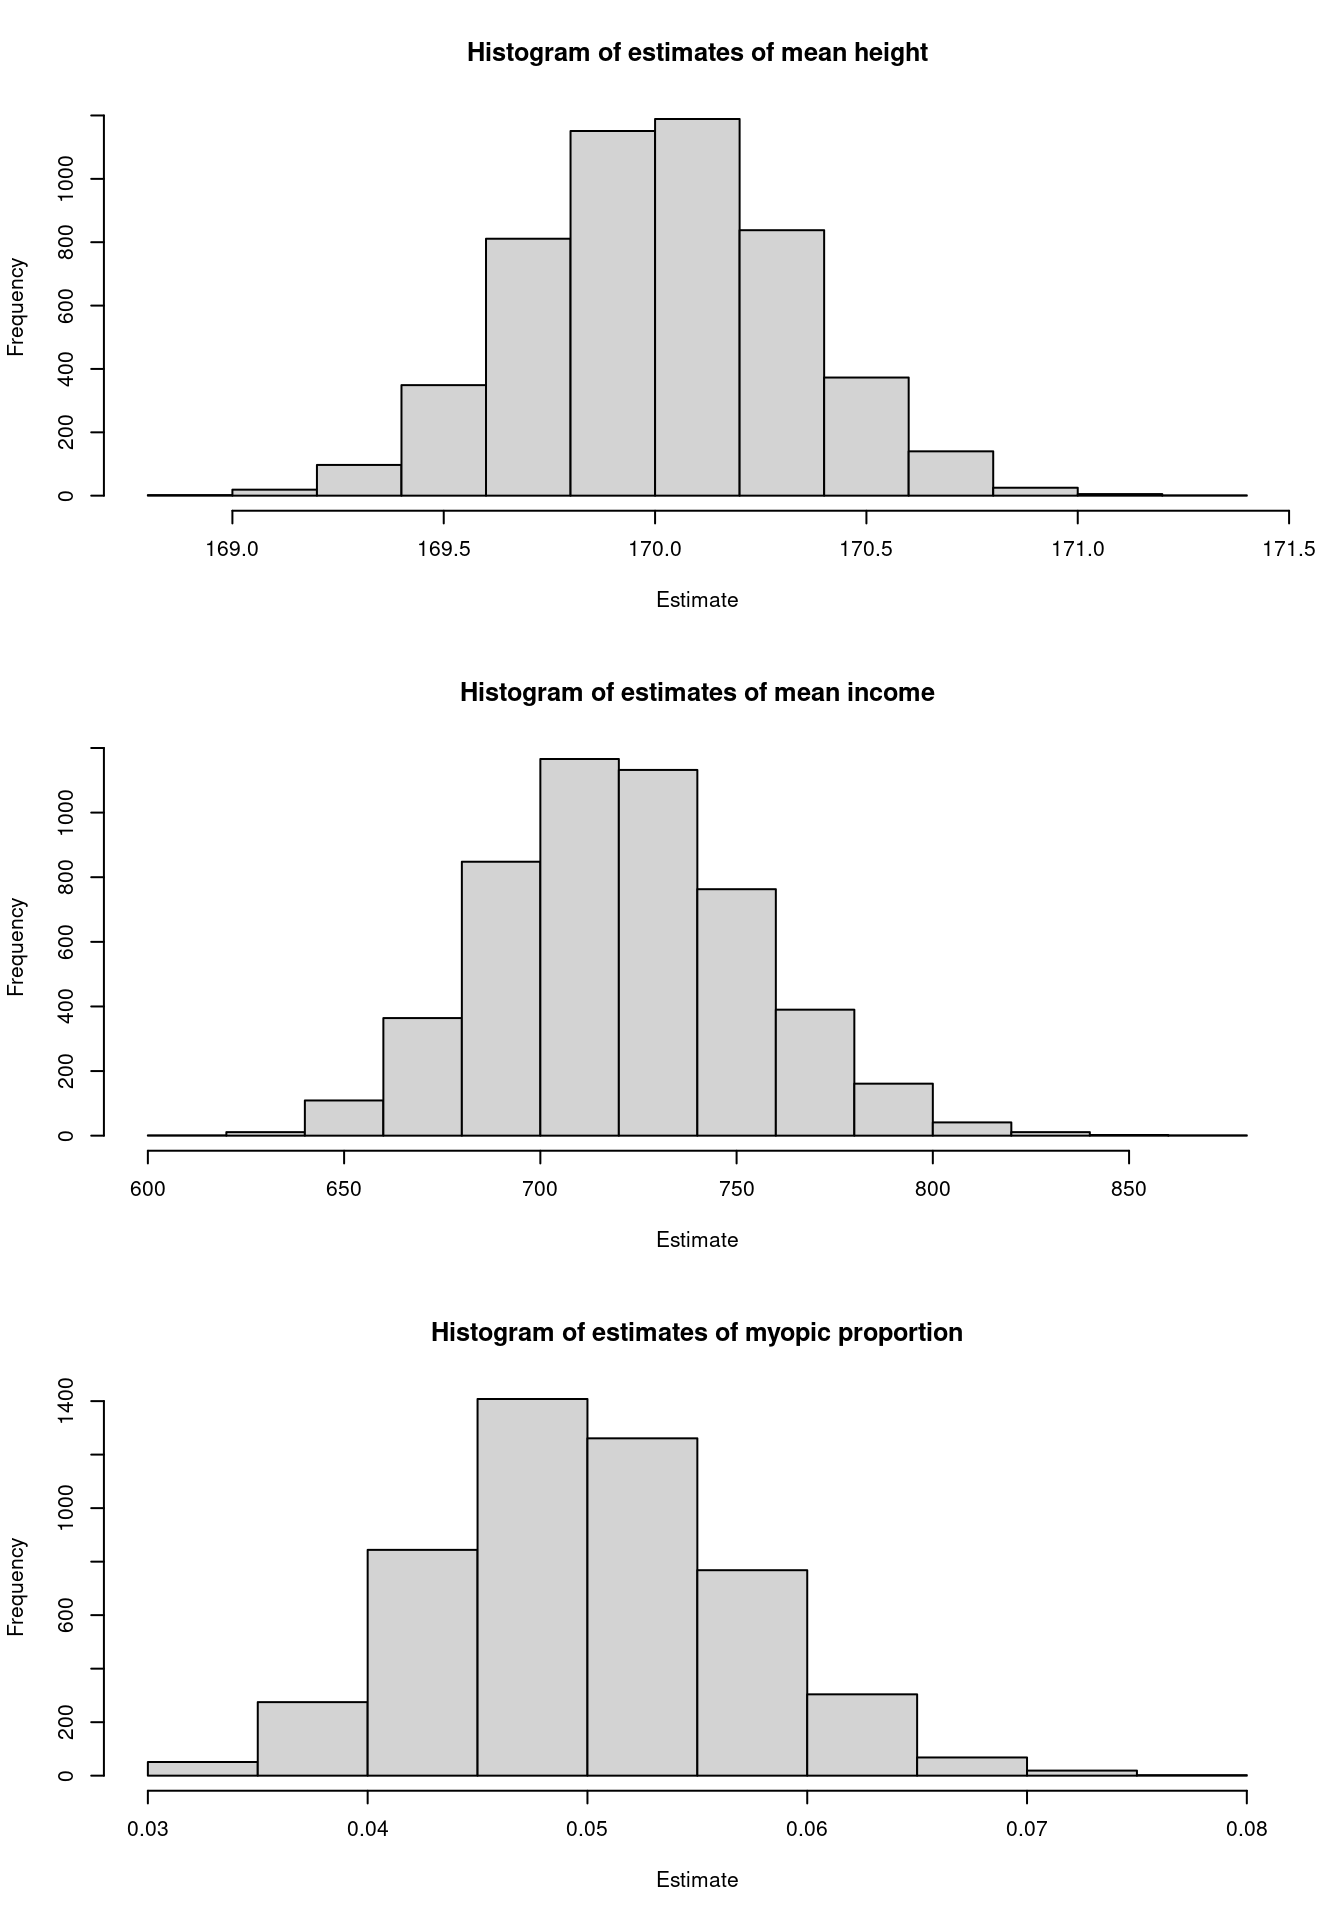 Histogram of estimates of mean height
Frequency
0 200 400 600 800 1000
169.0 169.5 170.0 170.5 171.0 171.5
Estimate
Histogram of estimates of mean income
Frequency
0 200 400 600 800 1000
600 650 700 750 800 850
Estimate
Histogram of estimates of myopic proportion
Frequency
0 200 600 1000 1400
0.03 0.04 0.05 0.06 0.07 0.08
Estimate